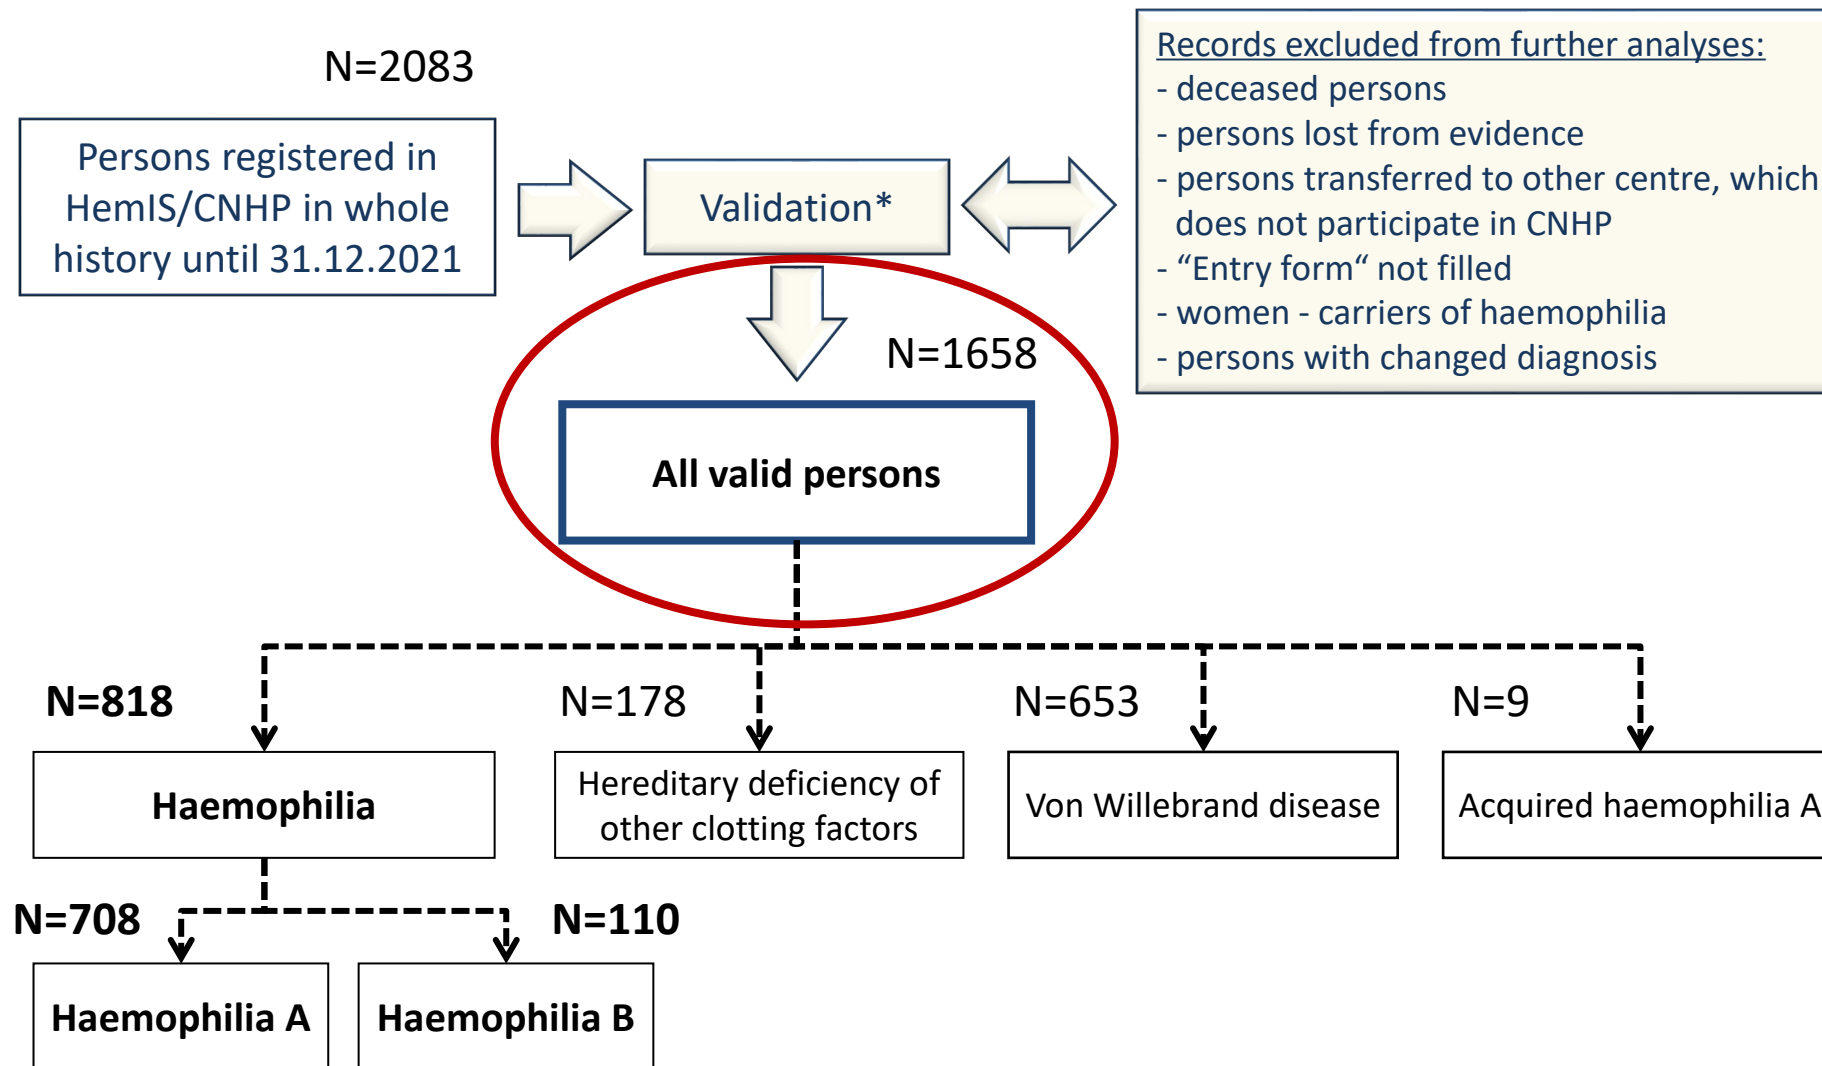 N=2083
Persons registered in
HemIS/CNHP in whole
history until 31.12.2021
Validation*
Records excluded from further analyses:
- deceased persons
- persons lost from evidence
- persons transferred to other centre, which
does not participate in CNHP
- “Entry form“ not filled
- women - carriers of haemophilia
- persons with changed diagnosis
N=1658
All valid persons
N=818
N=178
N=653
N=9
Haemophilia
Hereditary deficiency of
other clotting factors
Von Willebrand disease
Acquired haemophilia A
N=708
N=110
Haemophilia A
Haemophilia B